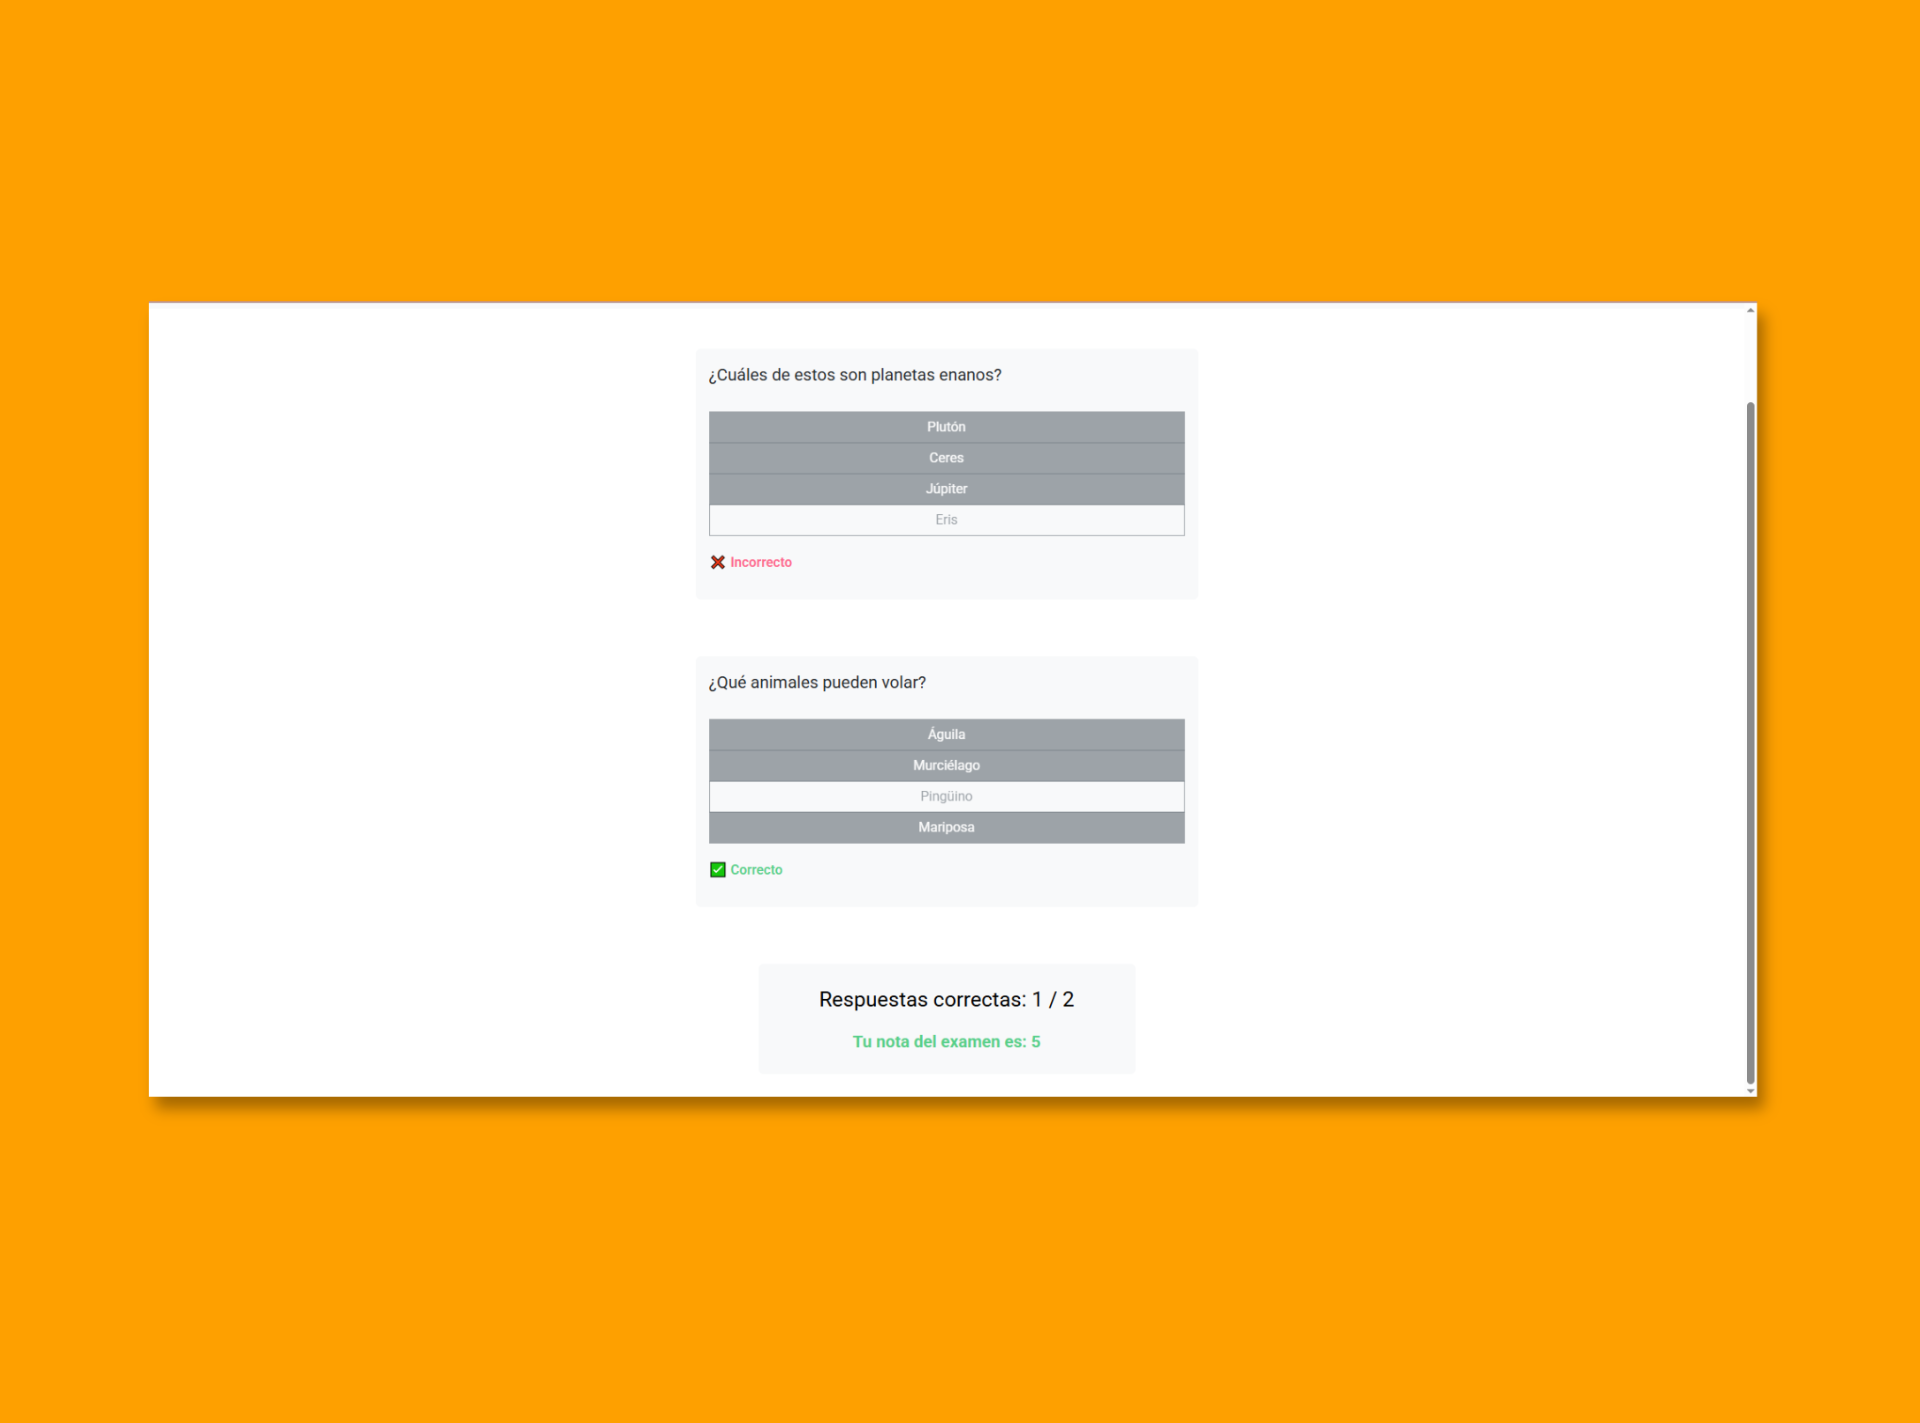 ¿Cuáles de estos son planetas enanos?
Plutón
Ceres
Júpiter
Eris
Incorrecto
¿Qué animales pueden volar?
Águila
Murciélago
Pingüino
Mariposa
Correcto
Respuestas correctas: 1 / 2
Tu nota del examen es: 5